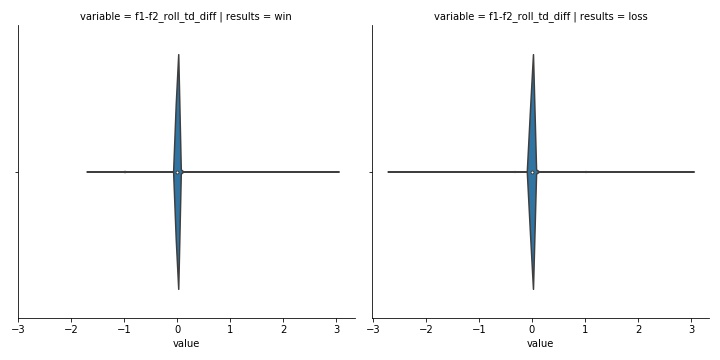 variable = f1-f2_roll_td_diff | results = win
variable = f1-f2_roll_td_diff | results = loss
−3 −2 −1 0 1 2 3
−3 −2 −1 0 1 2 3
value
value